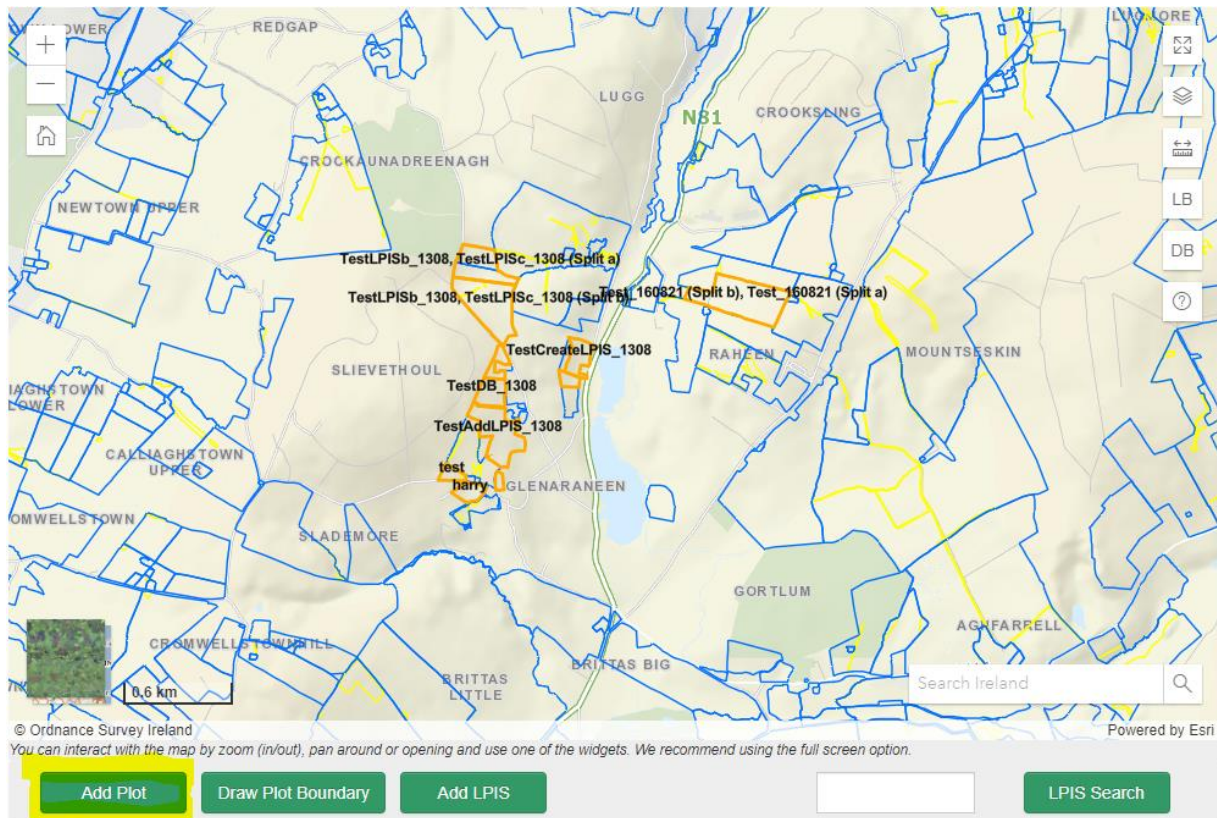 REDGAP
LUGMORE
LUGG
N81
CROOKSLING
CROCKAUNADREENAGH
NEWTOWN UPPER
LB
DB
TestLPISb_1308, TestLPISc_1308 (Split a)
TestLPISb_1308, TestLPISc_1308 (Split b)
Test_160821 (Split b), Test_160821 (Split a)
TestCreateLPIS_1308
RAHEEN
MOUNTSESKIN
SLIEVETHOUL
TestDB_1308
LOWER
TestAddLPIS_1308
CALLIAGHSTOWN
UPPER
test
harry
GLENARANEEN
SLADEMORE
GORTLUM
AGHFARRELL
CROMWELLSTOWNHILL
BRITTAS BIG
BRITTAS
LITTLE
0.6 km
Search Ireland
© Ordnance Survey Ireland
Powered by Esri
You can interact with the map by zoom (in/out), pan around or opening and use one of the widgets. We recommend using the full screen option.
Add Plot
Draw Plot Boundary
Add LPIS
LPIS Search